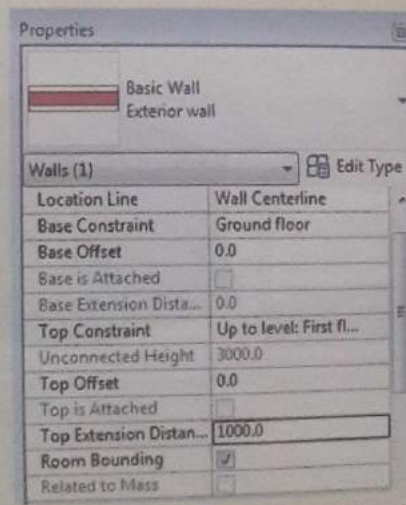 Properties
Basic Wall
Exterior wall
Walls (1) Edit Type
Location Line Wall Centerline
Base Constraint Ground floor
Base Offset 0.0
Base is Attached
Base Extension Dista... 0.0
Top Constraint Up to level: First fl...
Unconnected Height 3000.0
Top Offset 0.0
Top is Attached
Top Extension Distan... 1000.0
Room Bounding
Related to Mass